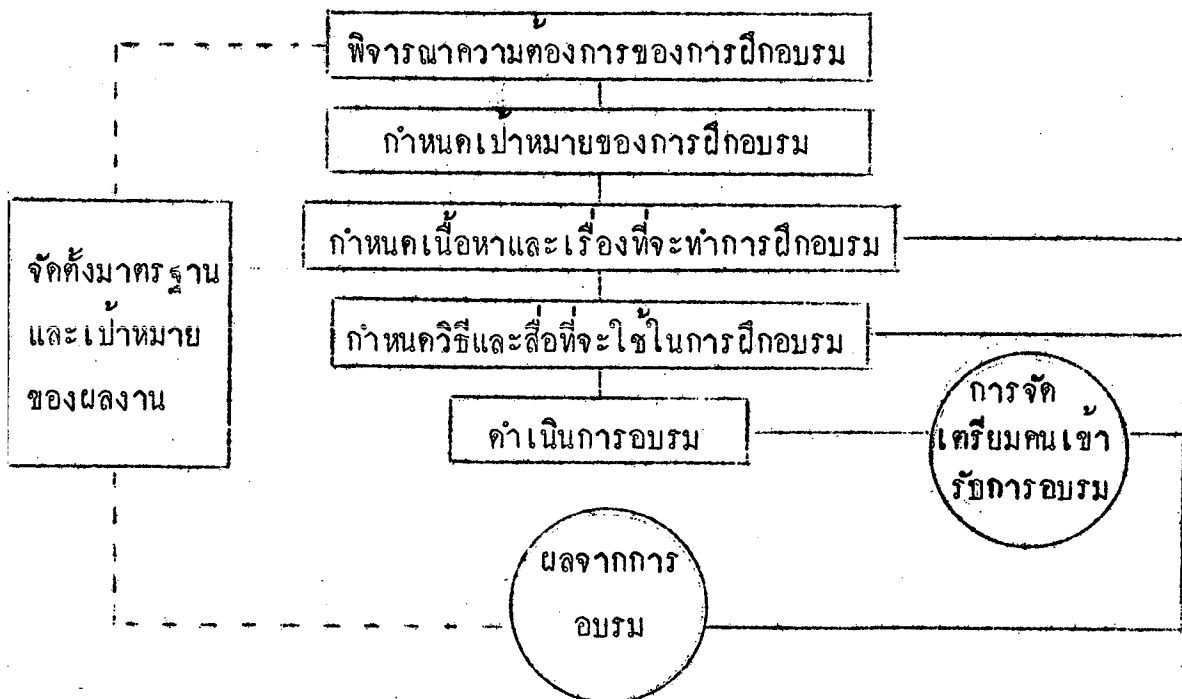 พิจารณาความต้องการของการฝึกอบรม
กำหนดเป้าหมายของการฝึกอบรม
กำหนดเนื้อหาและเรื่องที่จะทำการฝึกอบรม
กำหนดวิธีและสื่อที่จะใช้ในการฝึกอบรม
ดำเนินการอบรม
จัดตั้งมาตรฐาน
และเป้าหมาย
ของผลงาน
การจัด
เตรียมคนเข้า
รับการอบรม
ผลจากการ
อบรม